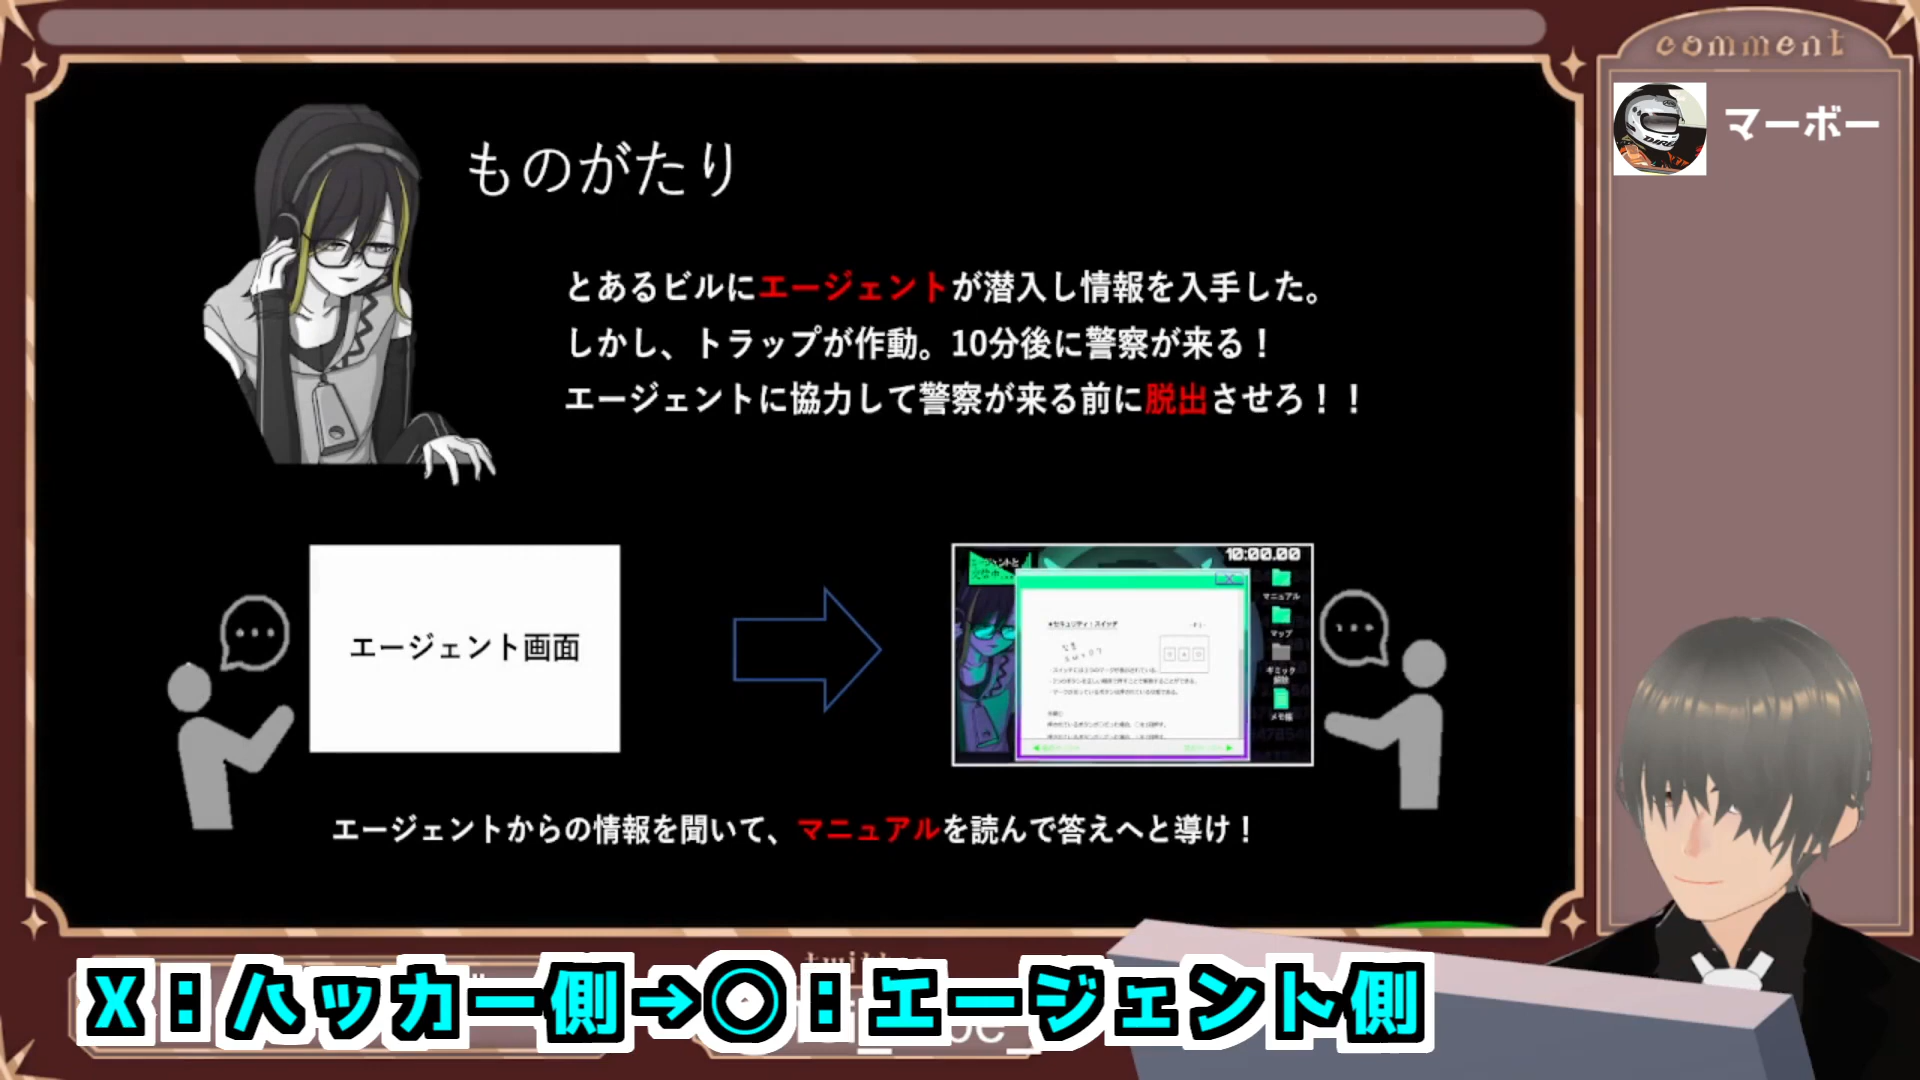 comment
マーボー
ものがたり
とあるビルにエージェントが潜入し情報を入手した。
しかし、トラップが作動。10分後に警察が来る！
エージェントに協力して警察が来る前に脱出させろ！！
エージェント画面
10:00.00
マニュアル
マップ
ギミック
解除
メモ帳
エージェントからの情報を聞いて、マニュアルを読んで答えへと導け！
X：ハッカー側→〇：エージェント側